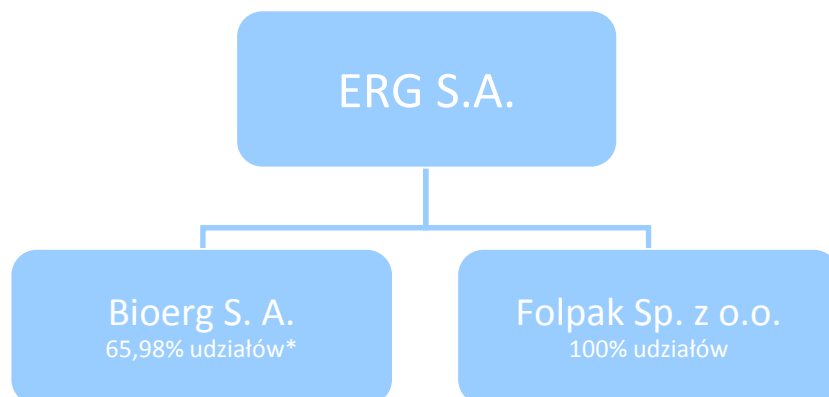 ERG S.A.
Bioerg S. A.
65,98% udziałów*
Folpak Sp. z o.o.
100% udziałów